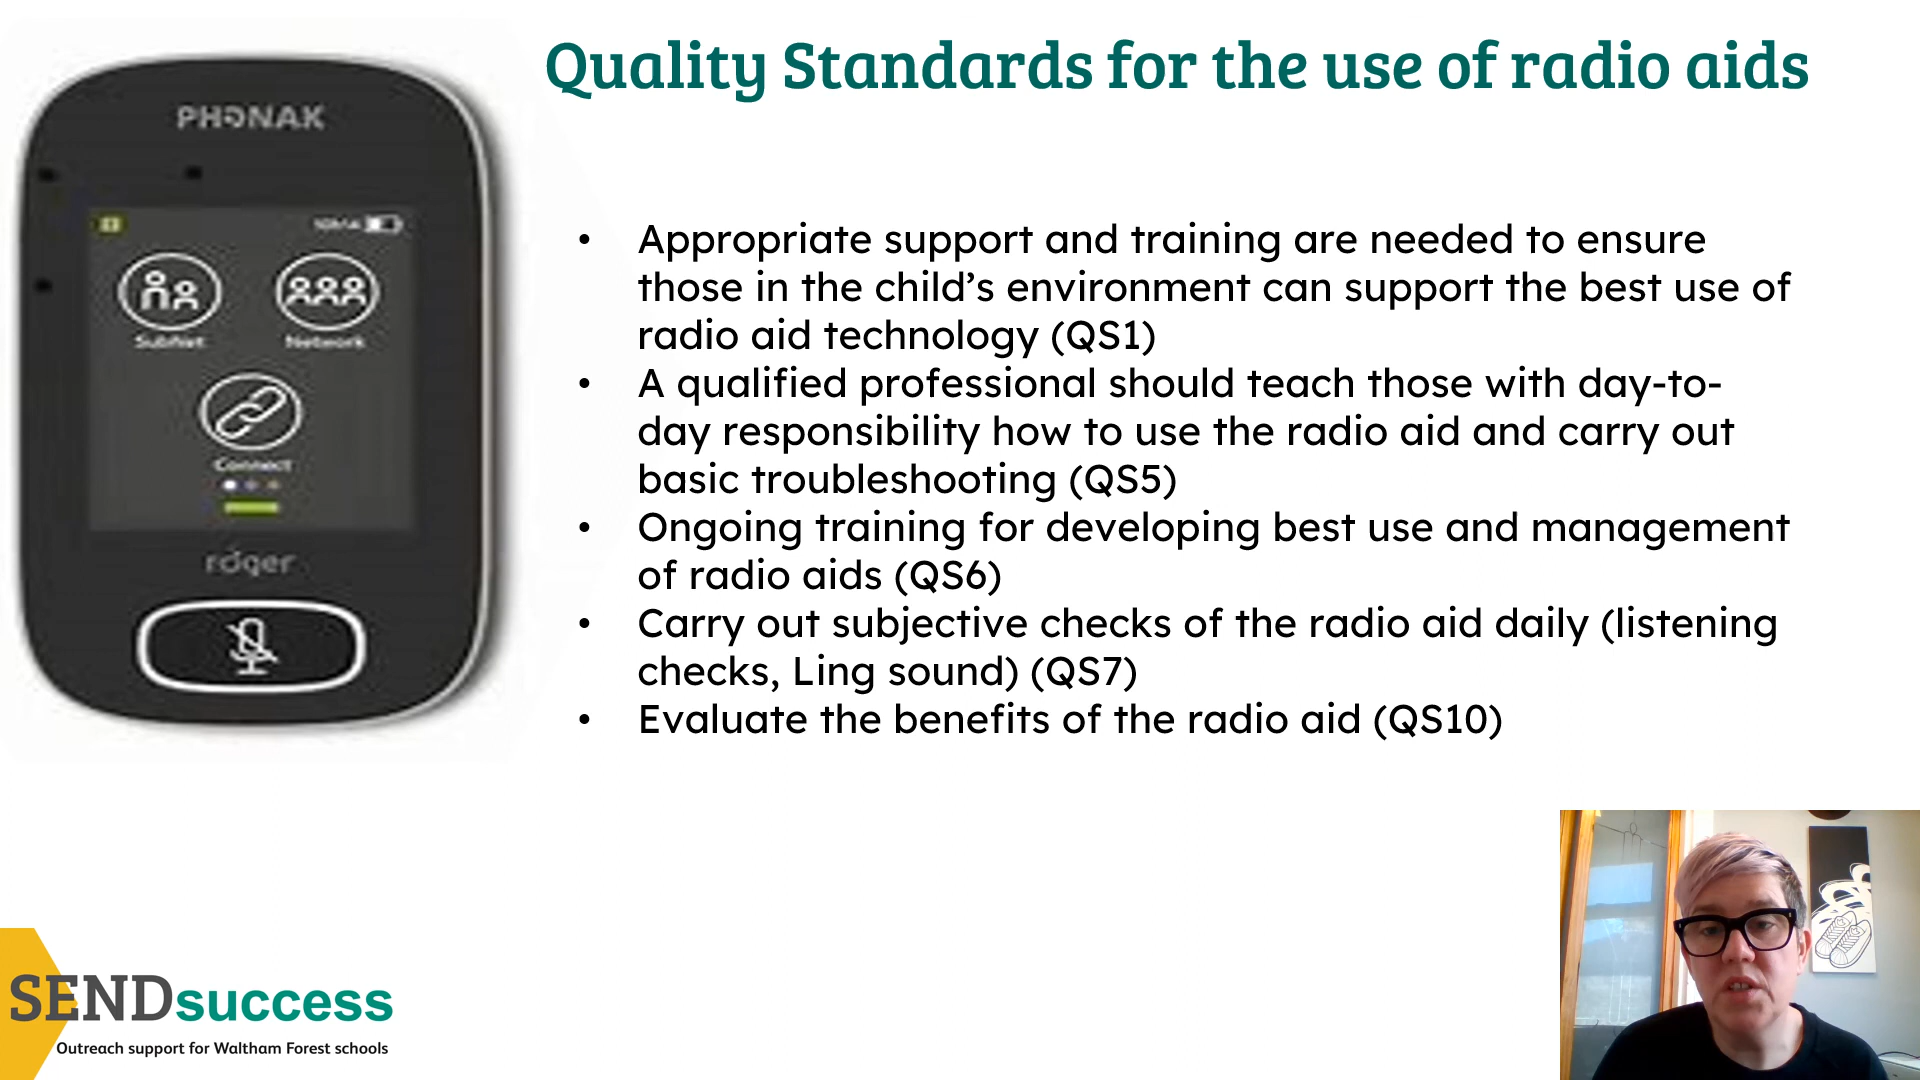 Quality Standards for the use of radio aids
PHONAK
SubNet
Network
Connect
roger
• Appropriate support and training are needed to ensure
those in the child’s environment can support the best use of
radio aid technology (QS1)
• A qualified professional should teach those with day-to-
day responsibility how to use the radio aid and carry out
basic troubleshooting (QS5)
• Ongoing training for developing best use and management
of radio aids (QS6)
• Carry out subjective checks of the radio aid daily (listening
checks, Ling sound) (QS7)
• Evaluate the benefits of the radio aid (QS10)
SENDsuccess
Outreach support for Waltham Forest schools